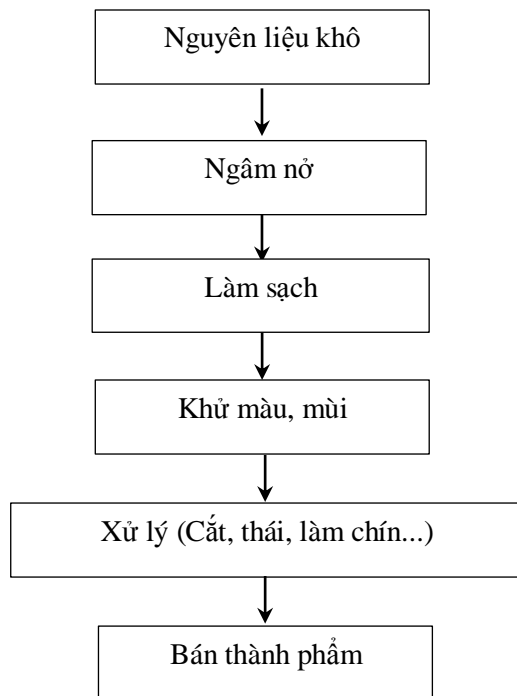 Nguyên liệu khô
Ngâm nở
Làm sạch
Khử màu, mùi
Xử lý (Cắt, thái, làm chín...)
Bán thành phẩm